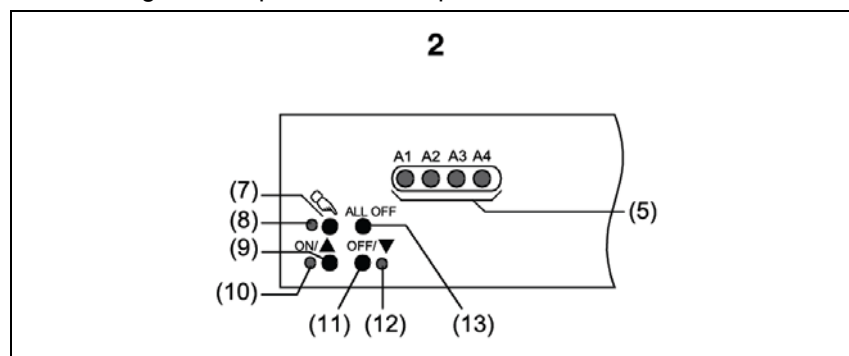 2
A1 A2 A3 A4
(7)
ALL OFF
(5)
(8)
ON/▲ OFF/▼
(9)
(10)
(11) (12) (13)